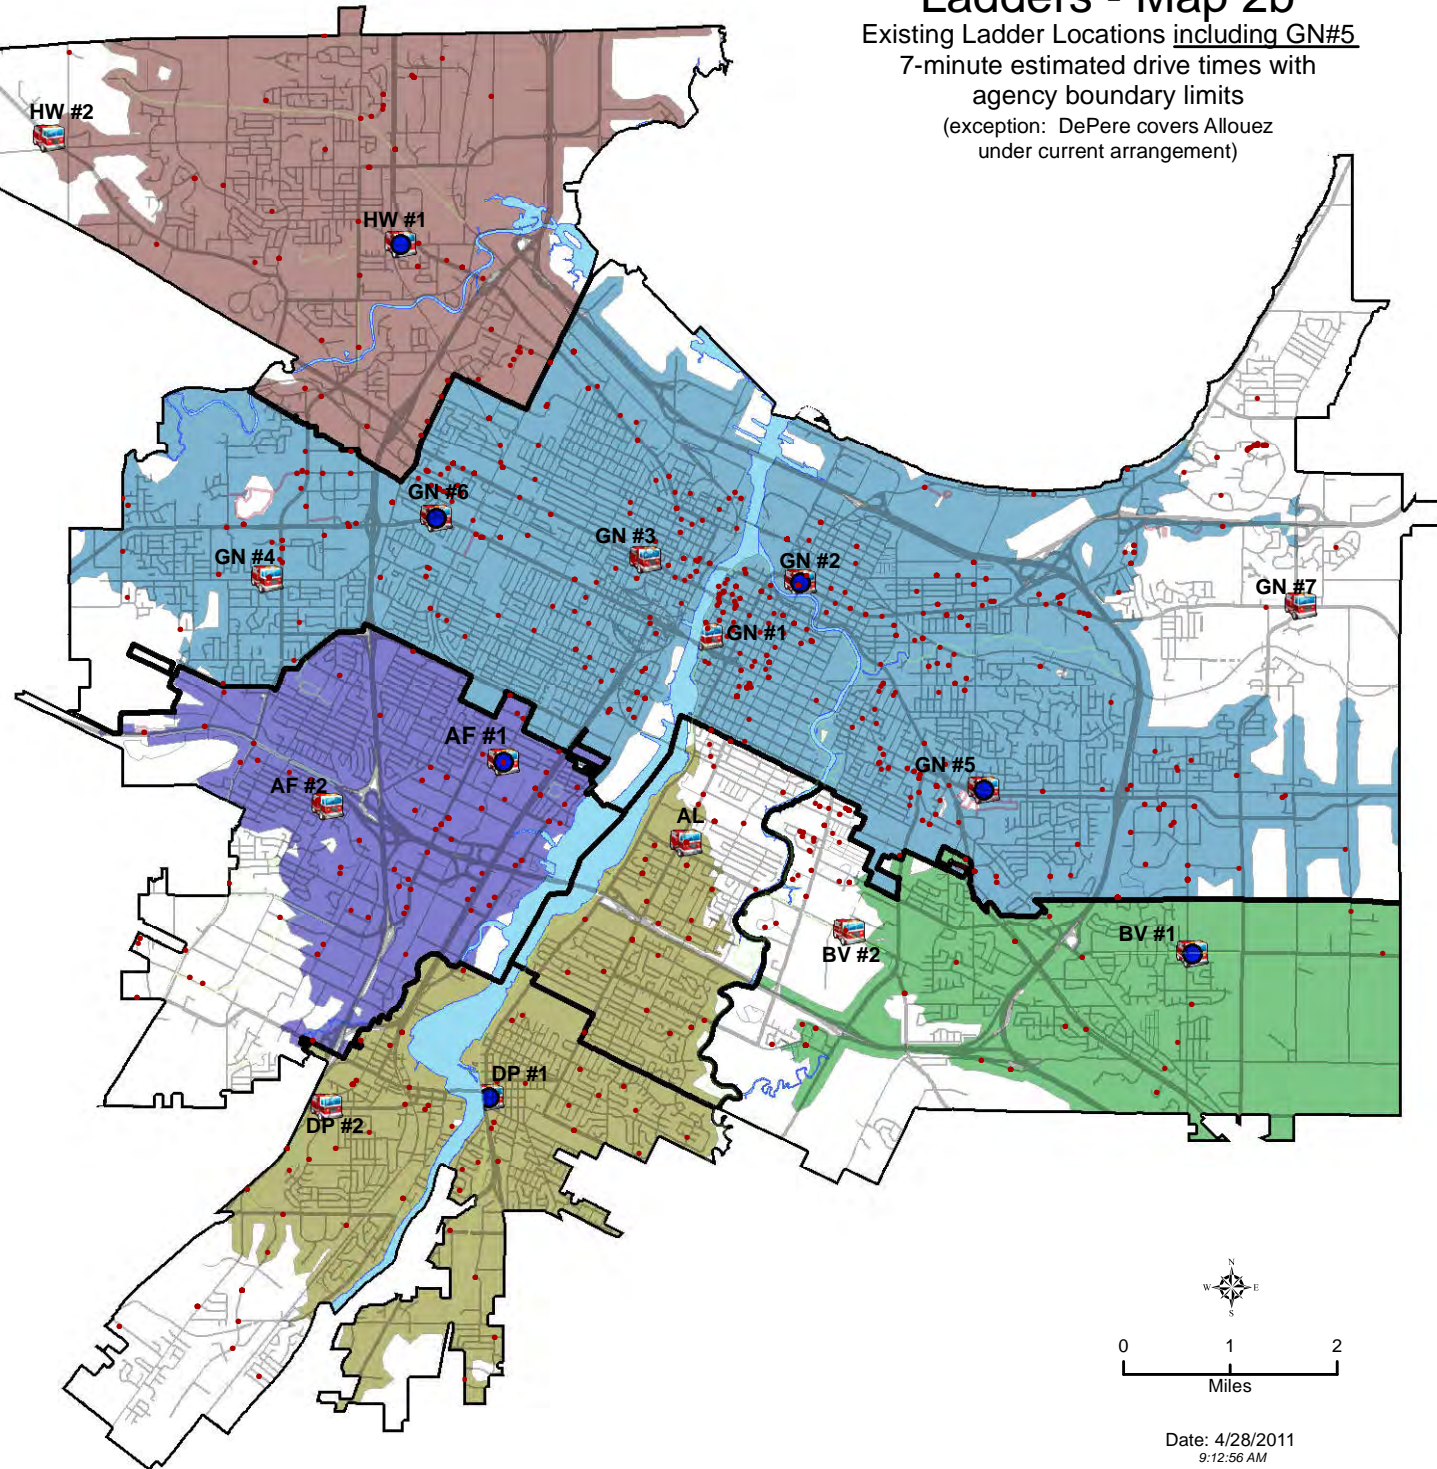 Ladders - Map 2b
Existing Ladder Locations including GN#5
7-minute estimated drive times with
agency boundary limits
(exception: DePere covers Allouez
under current arrangement)
HW #2
HW #1
GN #6
GN #3
GN #4
GN #2
GN #7
GN #1
AF #1
GN #5
AF #2
AL
BV #1
BV #2
DP #1
DP #2
N
W E
S
0 1 2
Miles
Date: 4/28/2011
9:12:56 AM